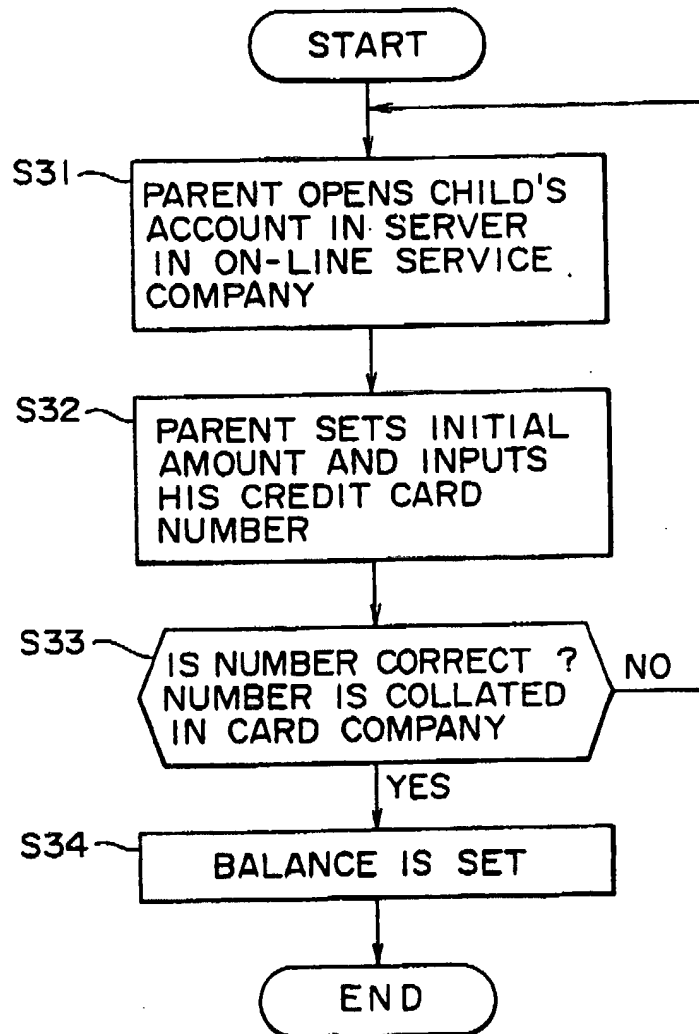 START
S31
PARENT OPENS CHILD'S
ACCOUNT IN SERVER
IN ON-LINE SERVICE
COMPANY
S32
PARENT SETS INITIAL
AMOUNT AND INPUTS
HIS CREDIT CARD
NUMBER
S33
IS NUMBER CORRECT ?
NUMBER IS COLLATED
IN CARD COMPANY
NO
YES
S34
BALANCE IS SET
END